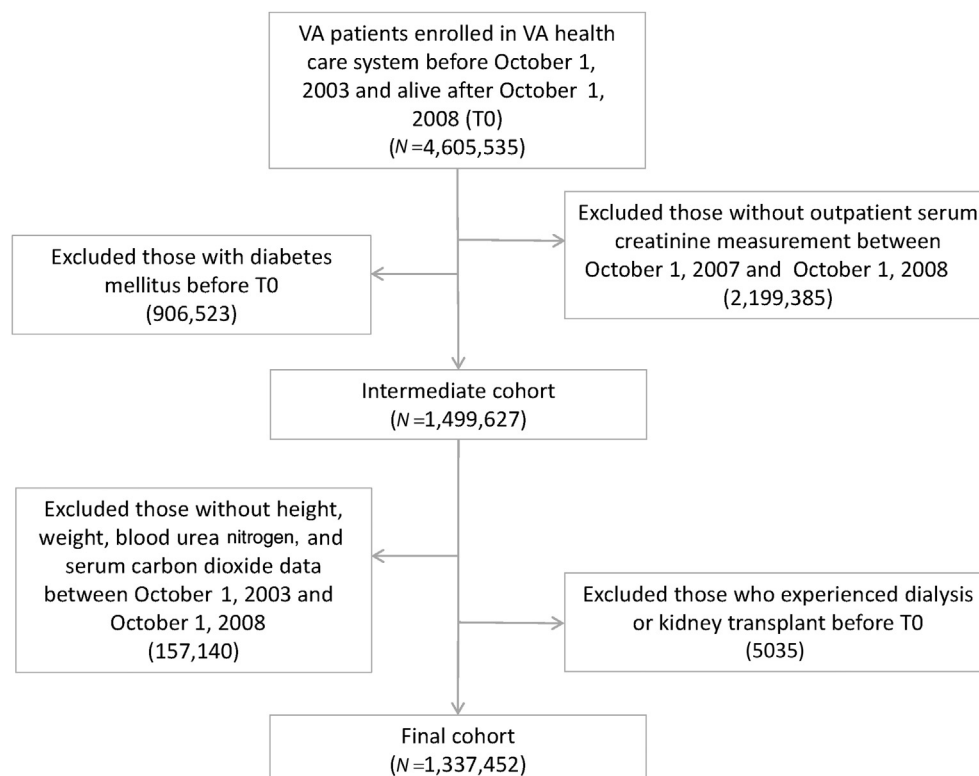 VA patients enrolled in VA health
care system before October 1,
2003 and alive after October 1,
2008 (T0)
(N=4,605,535)
Excluded those without outpatient serum
creatinine measurement between
October 1, 2007 and October 1, 2008
(2,199,385)
Excluded those with diabetes
mellitus before T0
(906,523)
Intermediate cohort
(N=1,499,627)
Excluded those without height,
weight, blood urea nitrogen, and
serum carbon dioxide data
between October 1, 2003 and
October 1, 2008
(157,140)
Excluded those who experienced dialysis
or kidney transplant before T0
(5035)
Final cohort
(N=1,337,452)